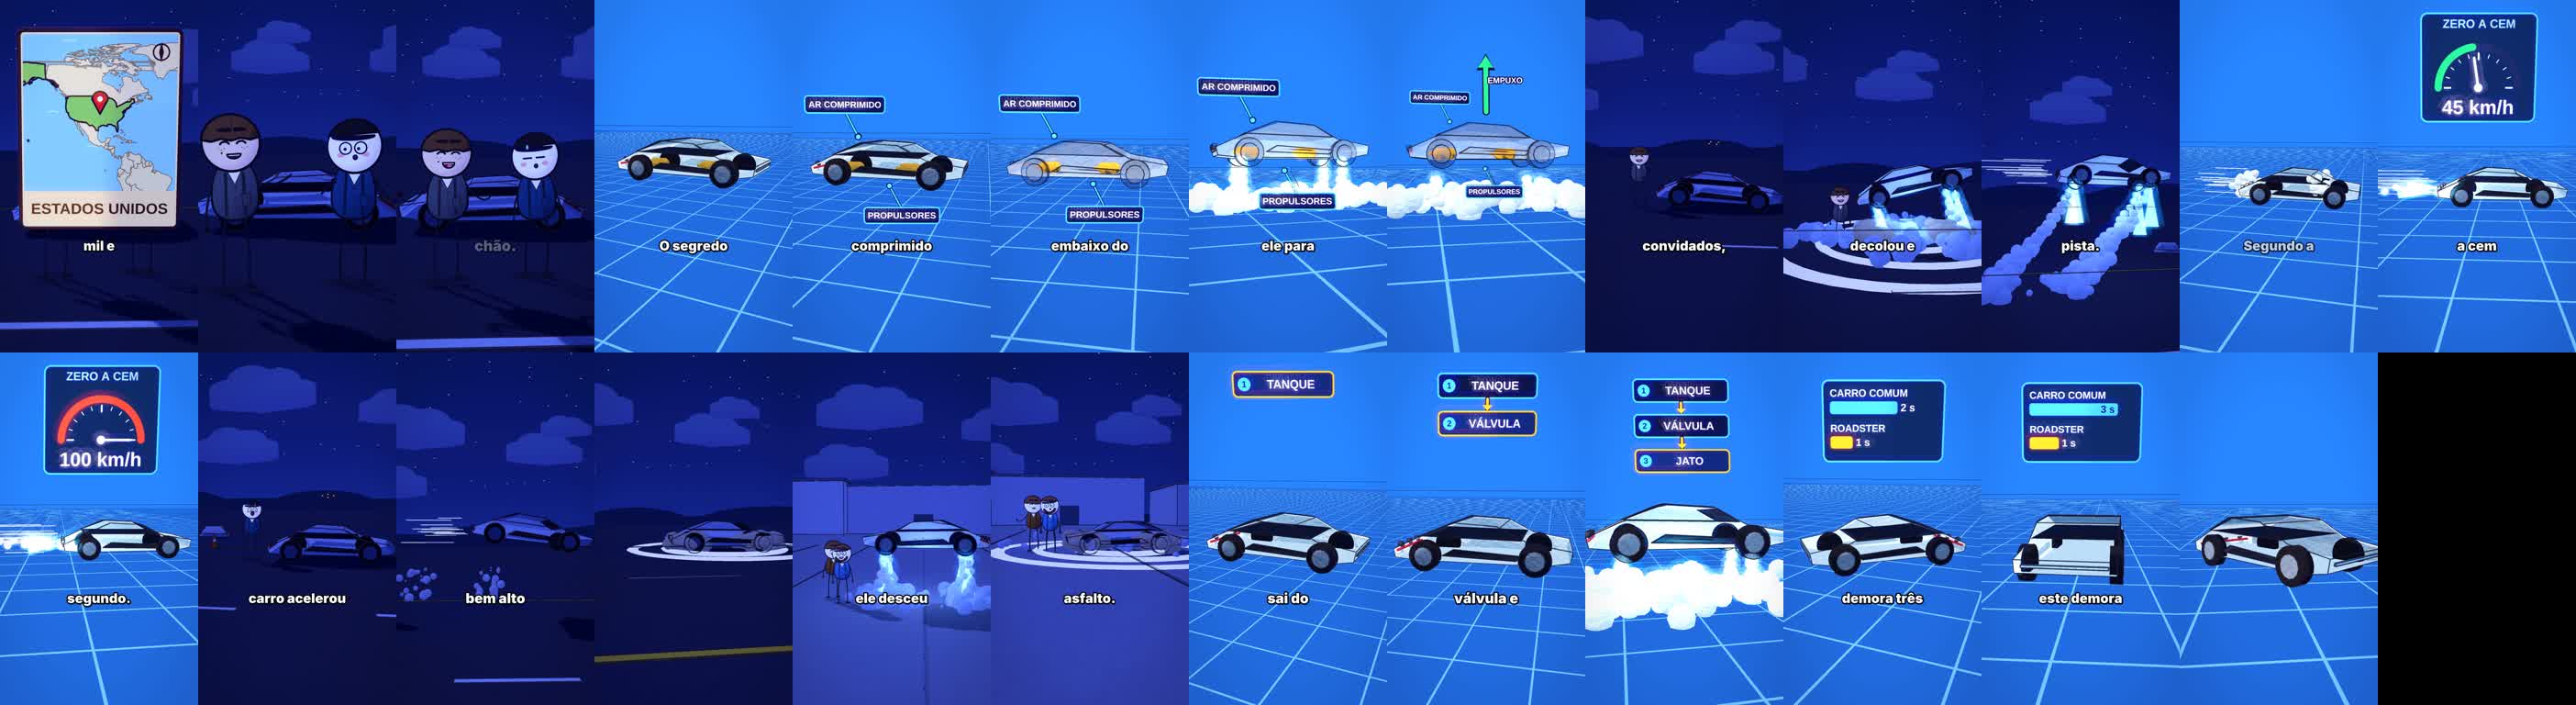 ESTADOS UNIDOS
mil e
chão.
O segredo
AR COMPRIMIDO
PROPULSORES
comprimido
AR COMPRIMIDO
PROPULSORES
embaixo do
AR COMPRIMIDO
PROPULSORES
ele para
EMPUXO
AR COMPRIMIDO
PROPULSORES
convidados,
decolou e
pista.
Segundo a
ZERO A CEM
45 km/h
a cem
ZERO A CEM
100 km/h
segundo.
carro acelerou
bem alto
ele desceu
asfalto.
1 TANQUE
sai do
1 TANQUE
2 VÁLVULA
válvula e
1 TANQUE
2 VÁLVULA
3 JATO
CARRO COMUM
2 s
ROADSTER
1 s
demora três
CARRO COMUM
3 s
ROADSTER
1 s
este demora